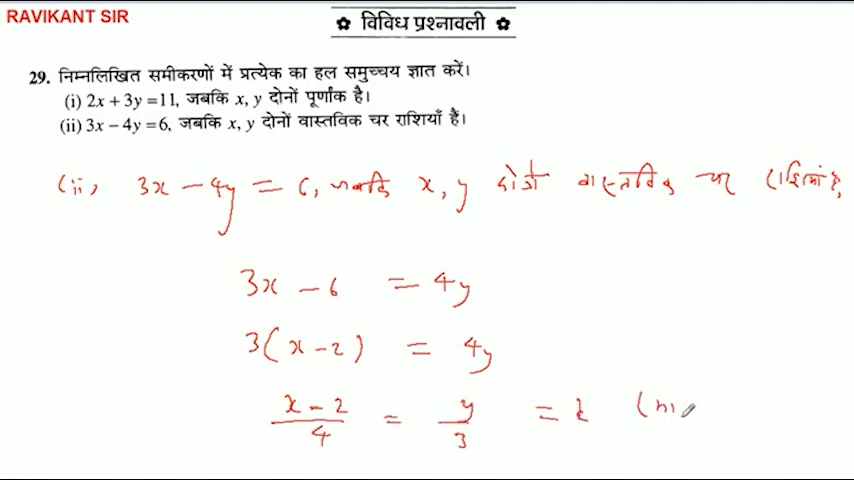 RAVIKANT SIR
✿ विविध प्रश्नावली ✿
29. निम्नलिखित समीकरणों में प्रत्येक का हल समुच्चय ज्ञात करें।
(i) 2x + 3y =11, जबकि x, y दोनों पूर्णांक है।
(ii) 3x – 4y =6, जबकि x, y दोनों वास्तविक चर राशियाँ हैं।
(ii) 3x – 4y = 6, जबकि x, y दोनों वास्तविक चर राशियां है,
3x – 6 = 4y
3(x – 2) = 4y
(x – 2)/4 = y/3 = k (मा